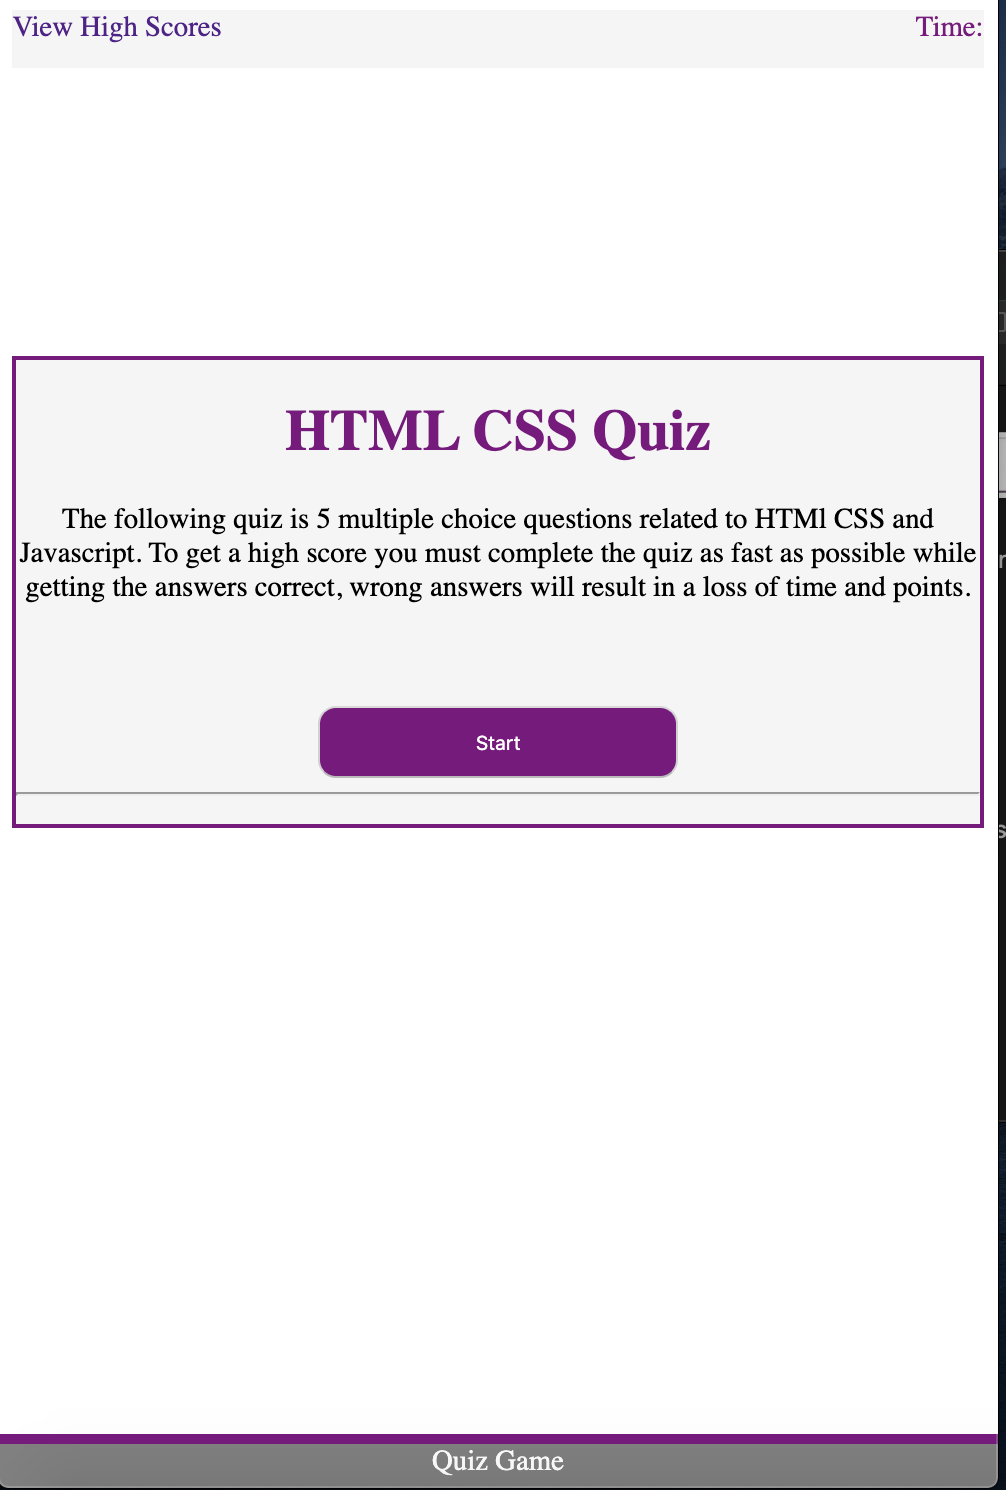 View High Scores
Time:
HTML CSS Quiz
The following quiz is 5 multiple choice questions related to HTMl CSS and
Javascript. To get a high score you must complete the quiz as fast as possible while
getting the answers correct, wrong answers will result in a loss of time and points.
Start
Quiz Game